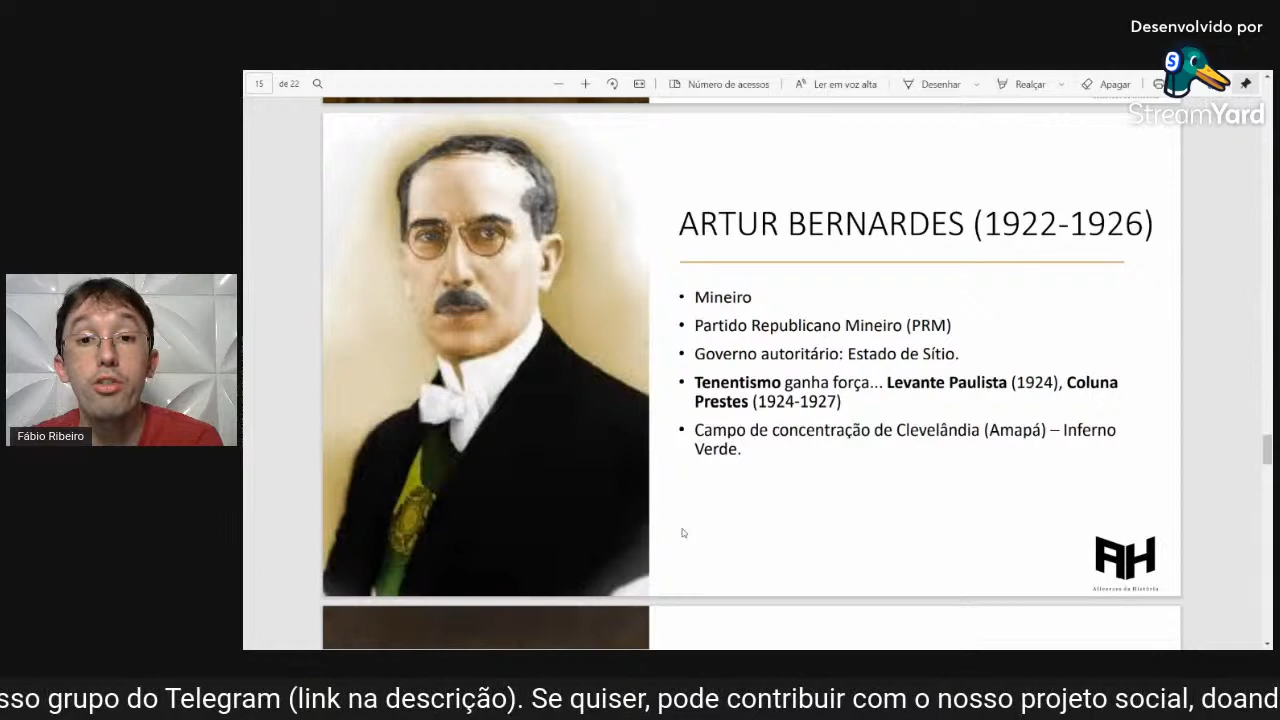 Desenvolvido por
StreamYard
15 de 22
Número de acessos
Ler em voz alta
Desenhar
Realçar
Apagar
ARTUR BERNARDES (1922-1926)
• Mineiro
• Partido Republicano Mineiro (PRM)
• Governo autoritário: Estado de Sítio.
• Tenentismo ganha força... Levante Paulista (1924), Coluna
Prestes (1924-1927)
• Campo de concentração de Clevelândia (Amapá) – Inferno
Verde.
AH
Alicerces da História
Fábio Ribeiro
sso grupo do Telegram (link na descrição). Se quiser, pode contribuir com o nosso projeto social, doand